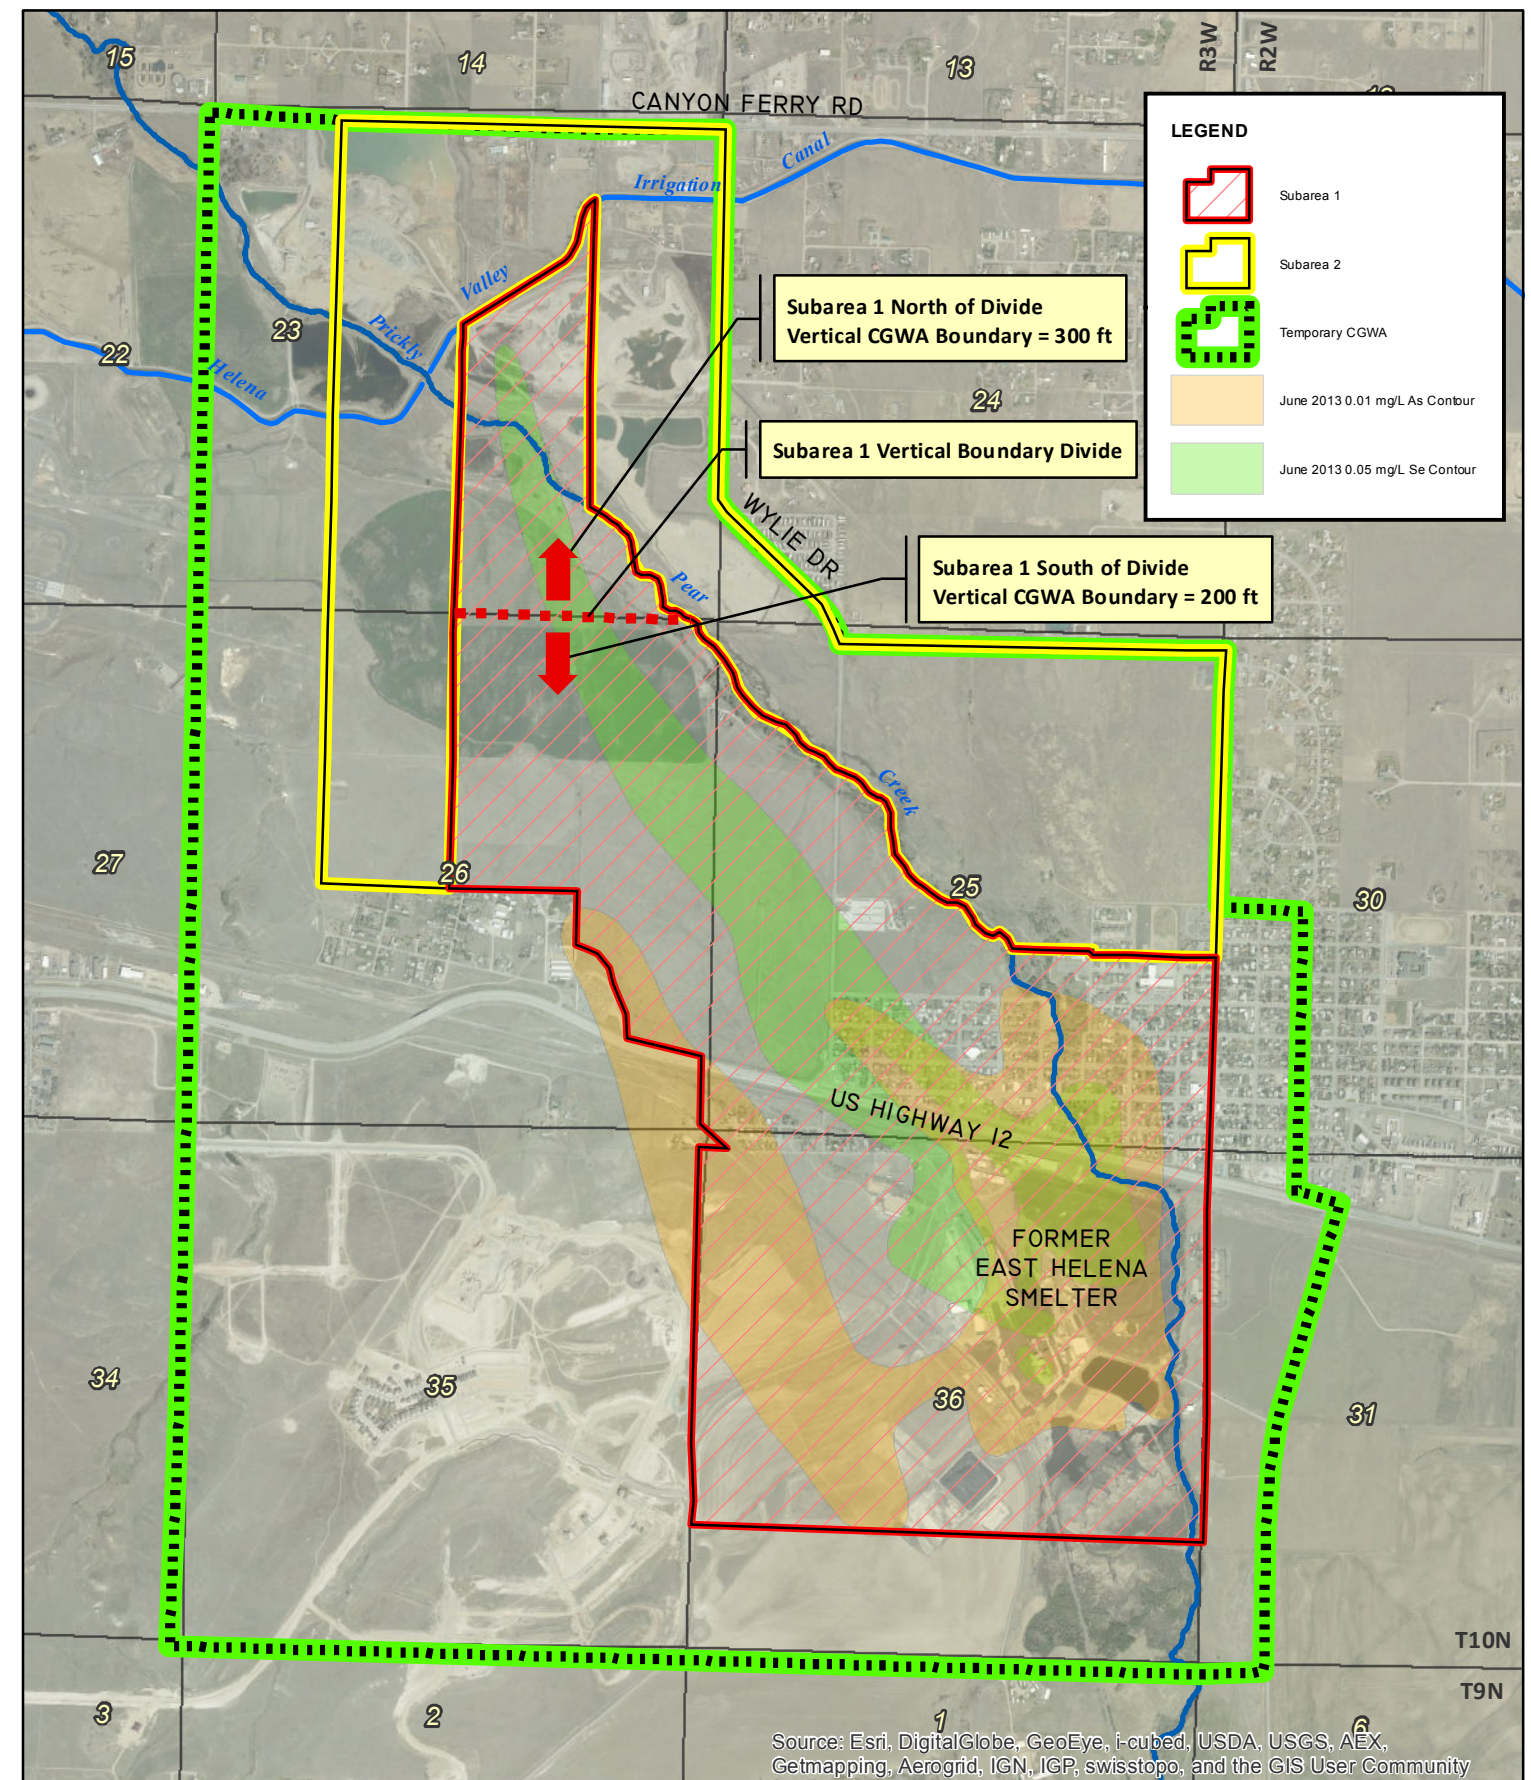 15
14
13
R3W
R2W
CANYON FERRY RD
LEGEND
Subarea 1
Subarea 2
Temporary CGWA
June 2013 0.01 mg/L As Contour
June 2013 0.05 mg/L Se Contour
Canal
Irrigation
Valley
Prickly
Helena
23
22
24
Subarea 1 North of Divide
Vertical CGWA Boundary = 300 ft
Subarea 1 Vertical Boundary Divide
WYLIE DR
Subarea 1 South of Divide
Vertical CGWA Boundary = 200 ft
Pear
Creek
27
26
25
30
US HIGHWAY 12
FORMER
EAST HELENA
SMELTER
34
35
36
31
T10N
T9N
3
2
1
6
Source: Esri, DigitalGlobe, GeoEye, i-cubed, USDA, USGS, AEX,
Getmapping, Aerogrid, IGN, IGP, swisstopo, and the GIS User Community